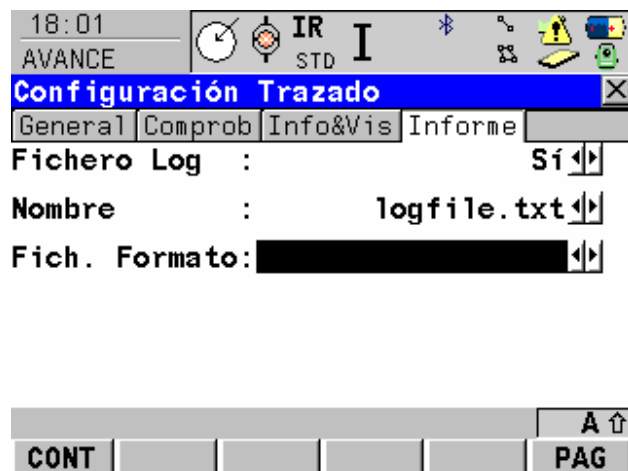 18:01
AVANCE
IR
STD I
Configuración Trazado
General Comprob Info&Vis Informe
Fichero Log : Sí
Nombre : logfile.txt
Fich. Formato:
A
CONT PAG